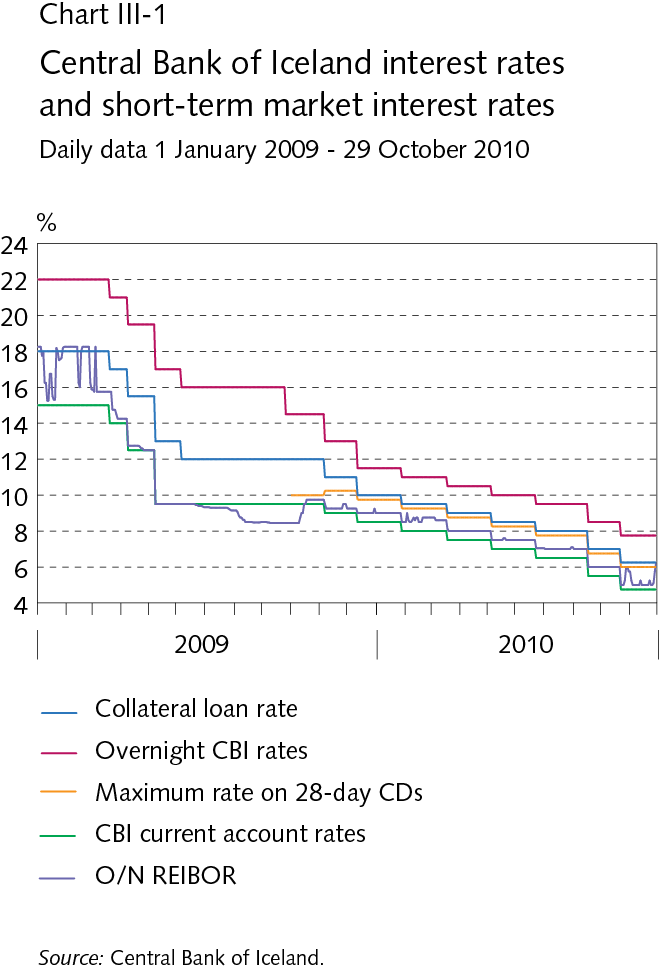 Chart III-1
Central Bank of Iceland interest rates
and short-term market interest rates
Daily data 1 January 2009 - 29 October 2010
%
24
22
20
18
16
14
12
10
8
6
4
2009 2010
Collateral loan rate
Overnight CBI rates
Maximum rate on 28-day CDs
CBI current account rates
O/N REIBOR
Source: Central Bank of Iceland.